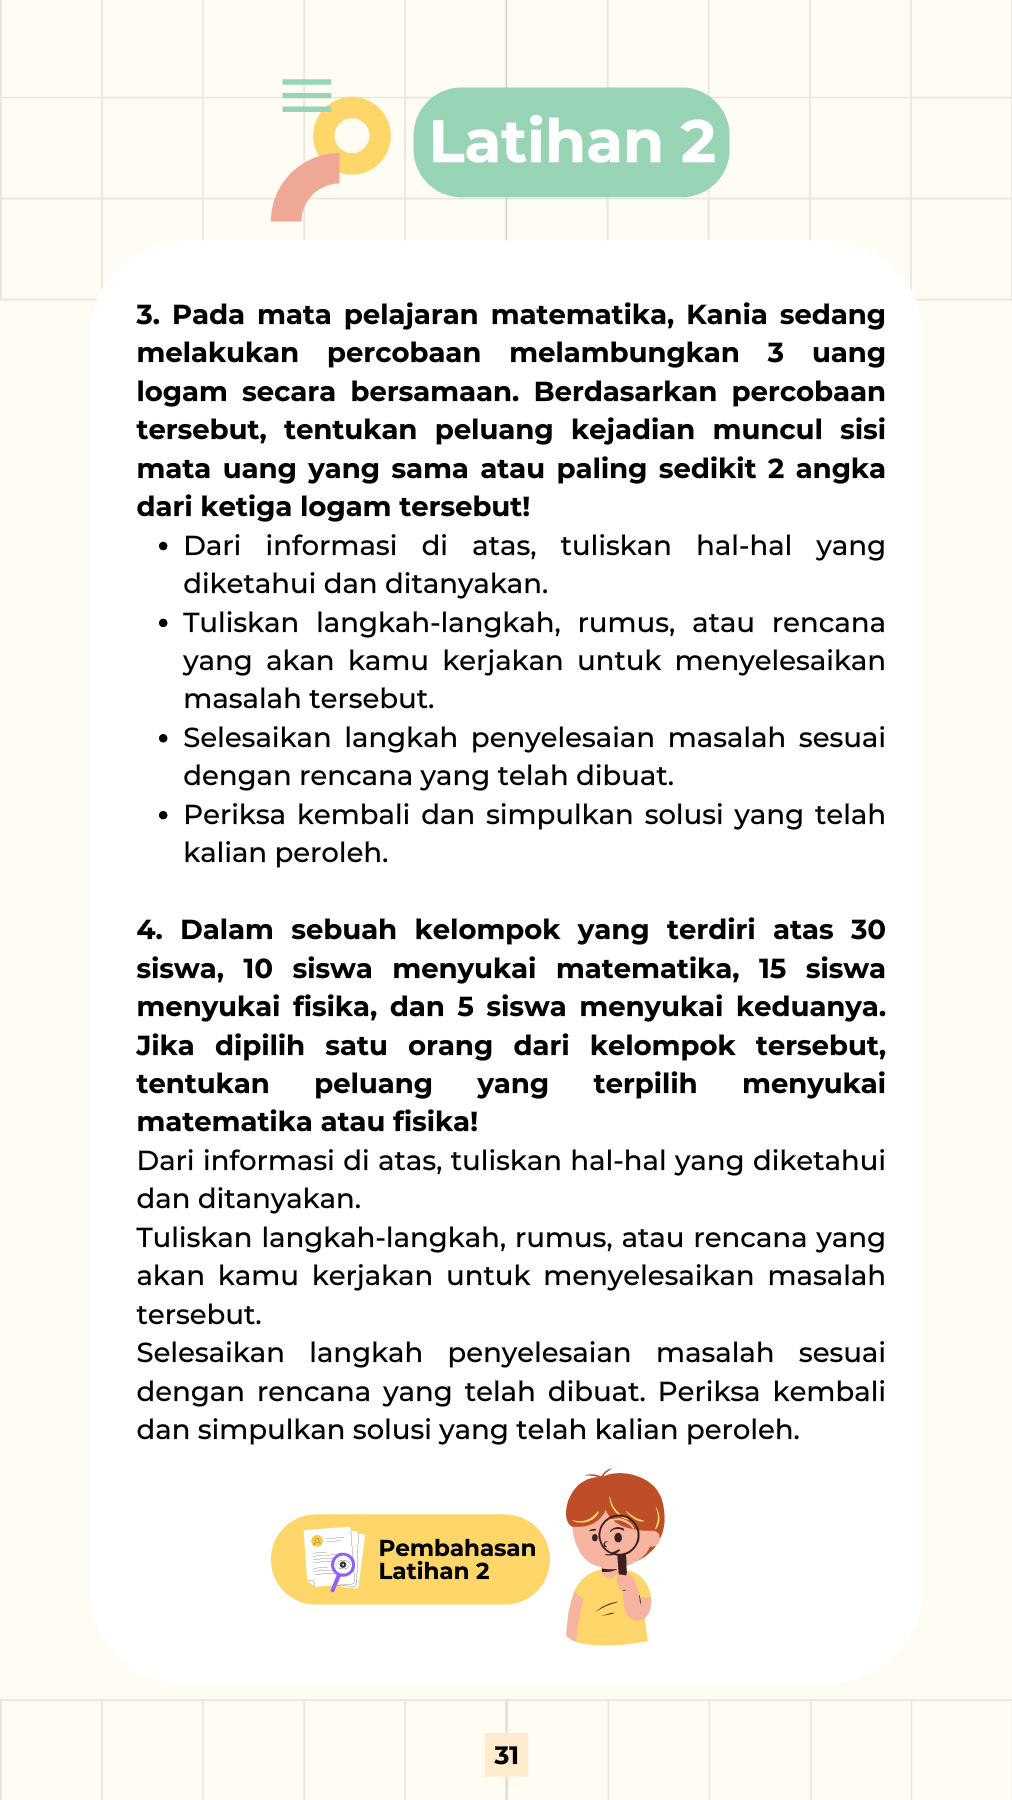 Latihan 2
3. Pada mata pelajaran matematika, Kania sedang
melakukan percobaan melambungkan 3 uang
logam secara bersamaan. Berdasarkan percobaan
tersebut, tentukan peluang kejadian muncul sisi
mata uang yang sama atau paling sedikit 2 angka
dari ketiga logam tersebut!
• Dari informasi di atas, tuliskan hal-hal yang
diketahui dan ditanyakan.
• Tuliskan langkah-langkah, rumus, atau rencana
yang akan kamu kerjakan untuk menyelesaikan
masalah tersebut.
• Selesaikan langkah penyelesaian masalah sesuai
dengan rencana yang telah dibuat.
• Periksa kembali dan simpulkan solusi yang telah
kalian peroleh.
4. Dalam sebuah kelompok yang terdiri atas 30
siswa, 10 siswa menyukai matematika, 15 siswa
menyukai fisika, dan 5 siswa menyukai keduanya.
Jika dipilih satu orang dari kelompok tersebut,
tentukan peluang yang terpilih menyukai
matematika atau fisika!
Dari informasi di atas, tuliskan hal-hal yang diketahui
dan ditanyakan.
Tuliskan langkah-langkah, rumus, atau rencana yang
akan kamu kerjakan untuk menyelesaikan masalah
tersebut.
Selesaikan langkah penyelesaian masalah sesuai
dengan rencana yang telah dibuat. Periksa kembali
dan simpulkan solusi yang telah kalian peroleh.
Pembahasan
Latihan 2
31